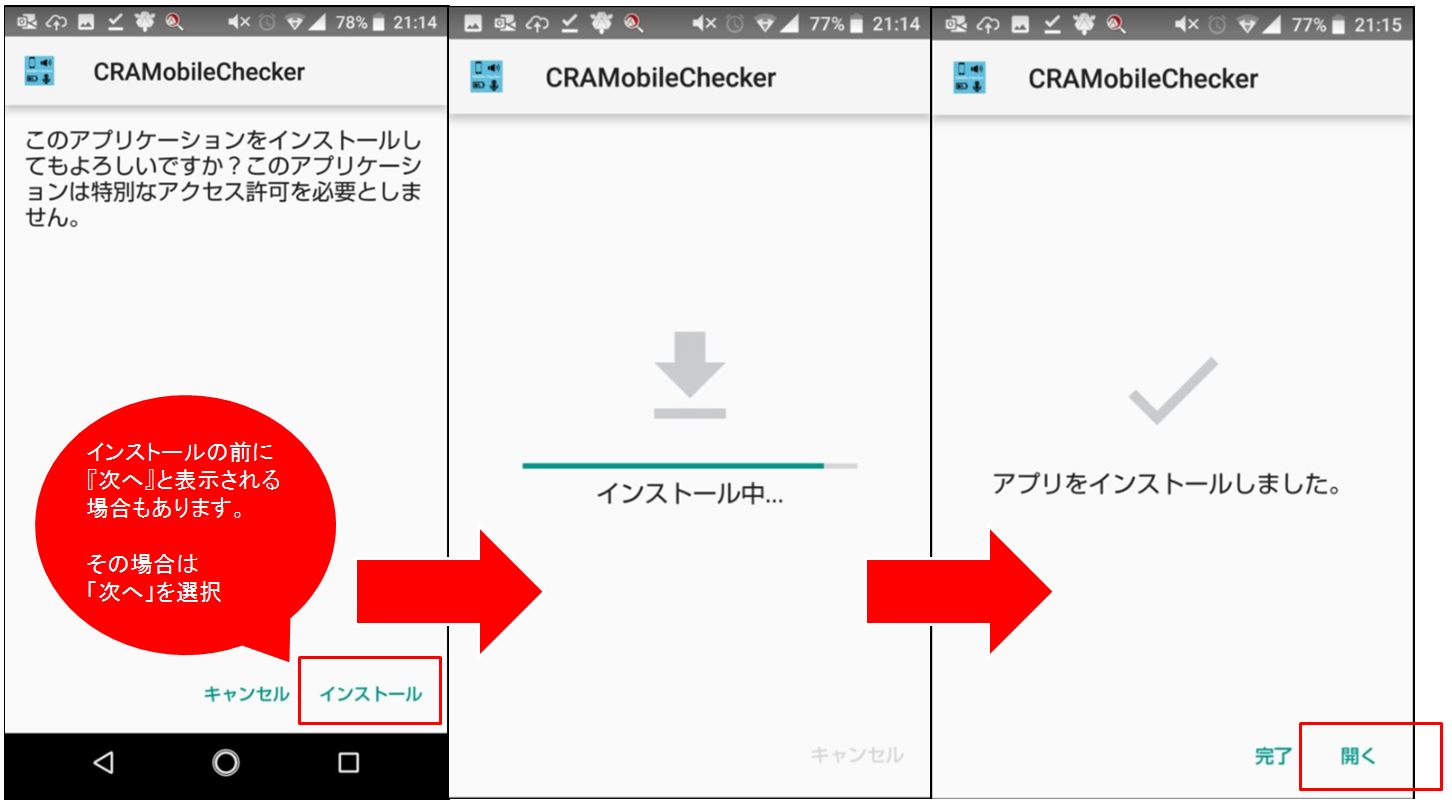 78% 21:14
CRAMobileChecker
このアプリケーションをインストールし
てもよろしいですか？このアプリケーシ
ョンは特別なアクセス許可を必要としま
せん。
インストールの前に
『次へ』と表示される
場合もあります。
その場合は
「次へ」を選択
キャンセル インストール
77% 21:14
CRAMobileChecker
インストール中...
キャンセル
77% 21:15
CRAMobileChecker
アプリをインストールしました。
完了 開く